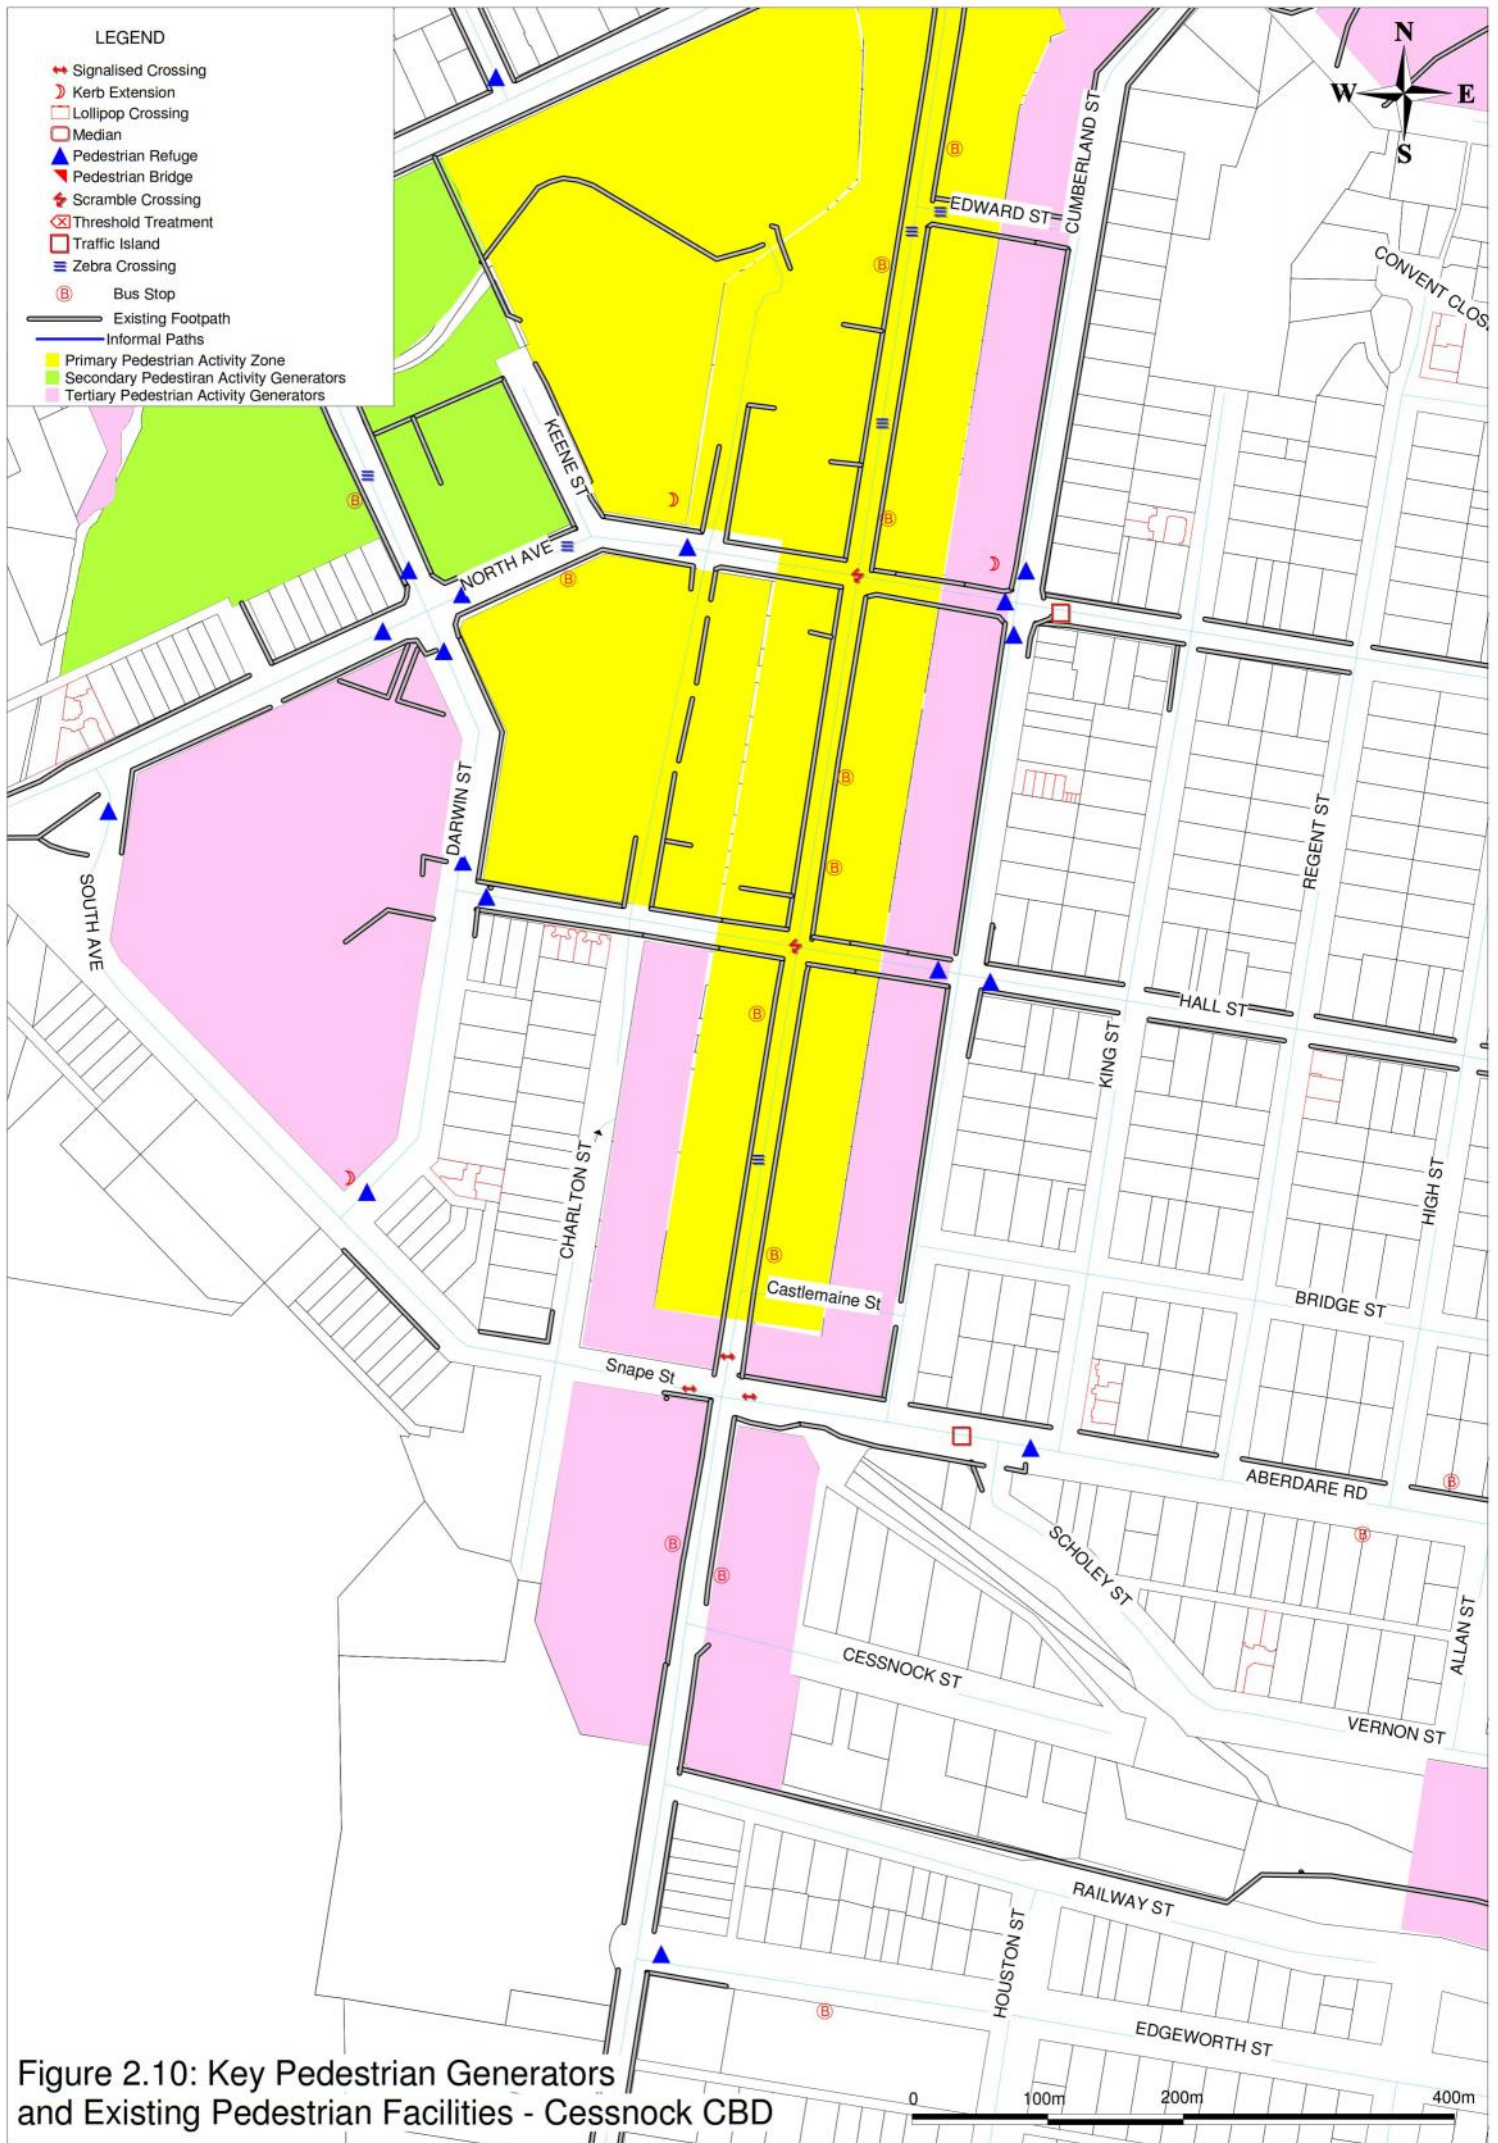 LEGEND
Signalised Crossing
Kerb Extension
Lollipop Crossing
Median
Pedestrian Refuge
Pedestrian Bridge
Scramble Crossing
Threshold Treatment
Traffic Island
Zebra Crossing
B Bus Stop
Existing Footpath
Informal Paths
Primary Pedestrian Activity Zone
Secondary Pedestiran Activity Generators
Tertiary Pedestrian Activity Generators
N
W E
S
CUMBERLAND ST
B
EDWARD ST
B
CONVENT CLOS
KEENE ST
B
B
NORTH AVE
B
B
DARWIN ST
B
REGENT ST
SOUTH AVE
HALL ST
B
KING ST
CHARLTON ST
HIGH ST
B
Castlemaine St
BRIDGE ST
Snape St
ABERDARE RD
B
B
B
B
SCHOLEY ST
ALLAN ST
CESSNOCK ST
VERNON ST
RAILWAY ST
HOUSTON ST
B
EDGEWORTH ST
Figure 2.10: Key Pedestrian Generators
and Existing Pedestrian Facilities - Cessnock CBD
0 100m 200m 400m